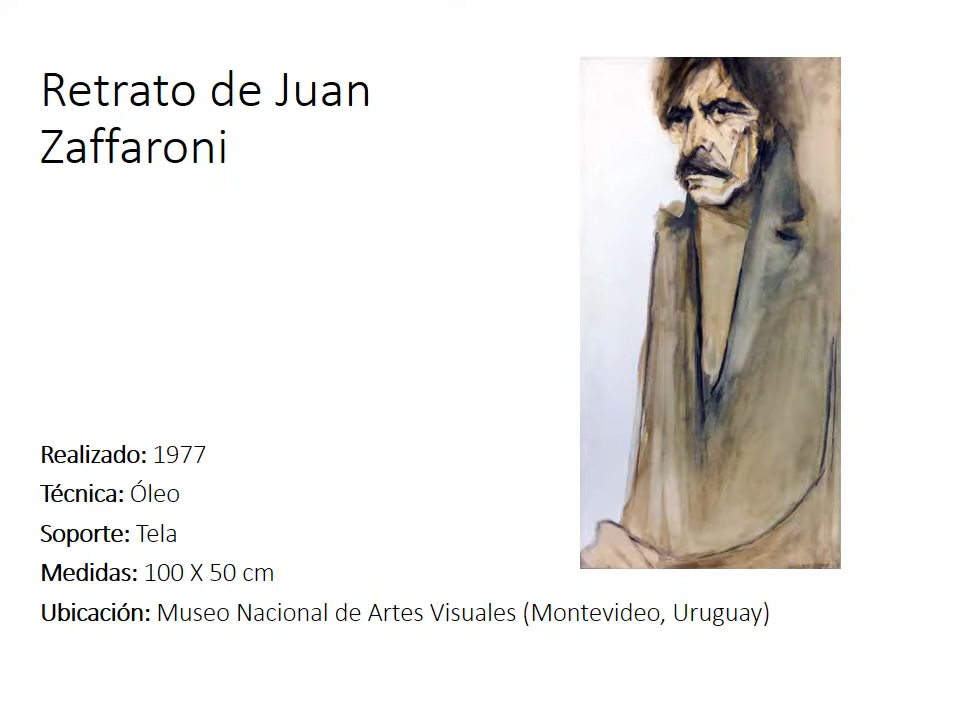 Retrato de Juan
Zaffaroni
Realizado: 1977
Técnica: Óleo
Soporte: Tela
Medidas: 100 X 50 cm
Ubicación: Museo Nacional de Artes Visuales (Montevideo, Uruguay)